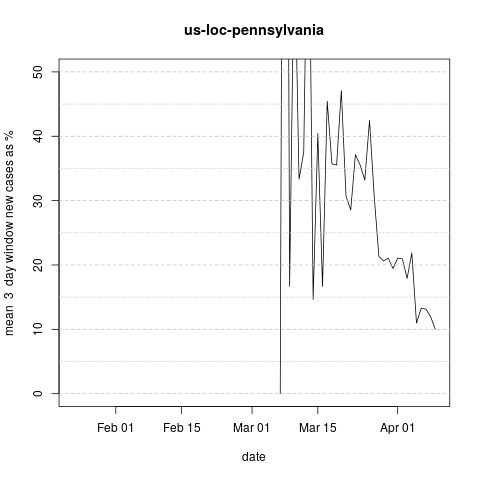 us-loc-pennsylvania
mean 3 day window new cases as %
50
40
30
20
10
0
Feb 01 Feb 15 Mar 01 Mar 15 Apr 01
date